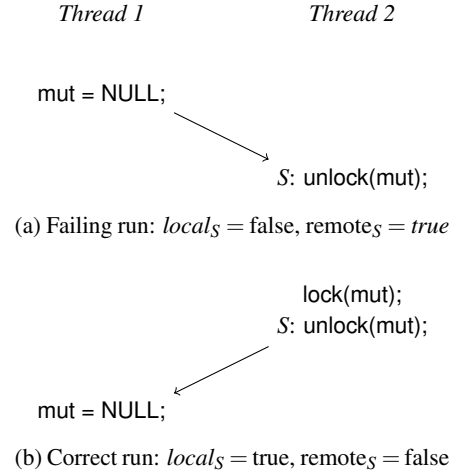 Thread 1 Thread 2
mut = NULL;
S: unlock(mut);
(a) Failing run: local_S = false, remote_S = true
lock(mut);
S: unlock(mut);
mut = NULL;
(b) Correct run: local_S = true, remote_S = false